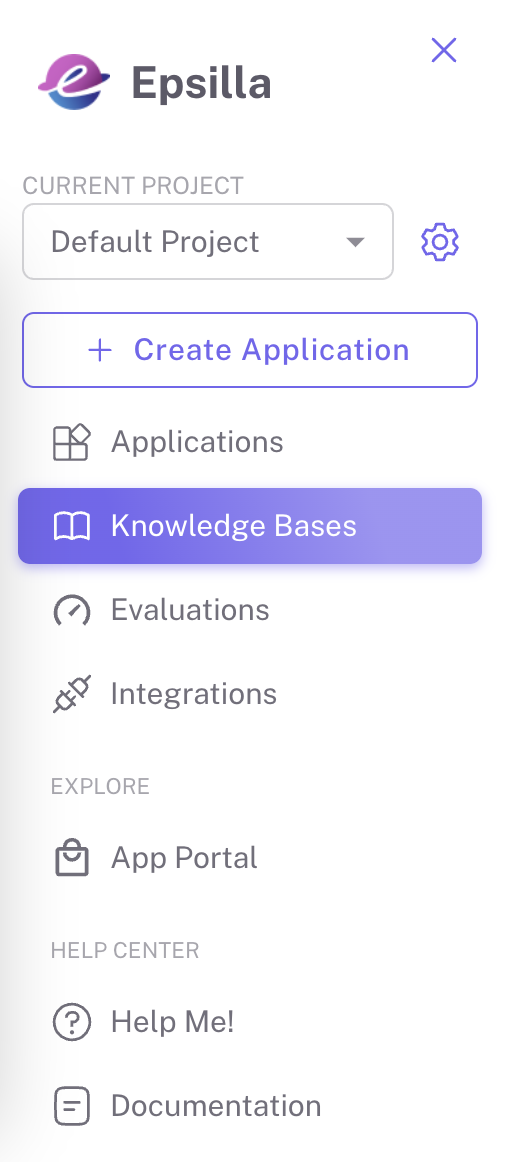 Epsilla
CURRENT PROJECT
Default Project
Create Application
Applications
Knowledge Bases
Evaluations
Integrations
EXPLORE
App Portal
HELP CENTER
Help Me!
Documentation